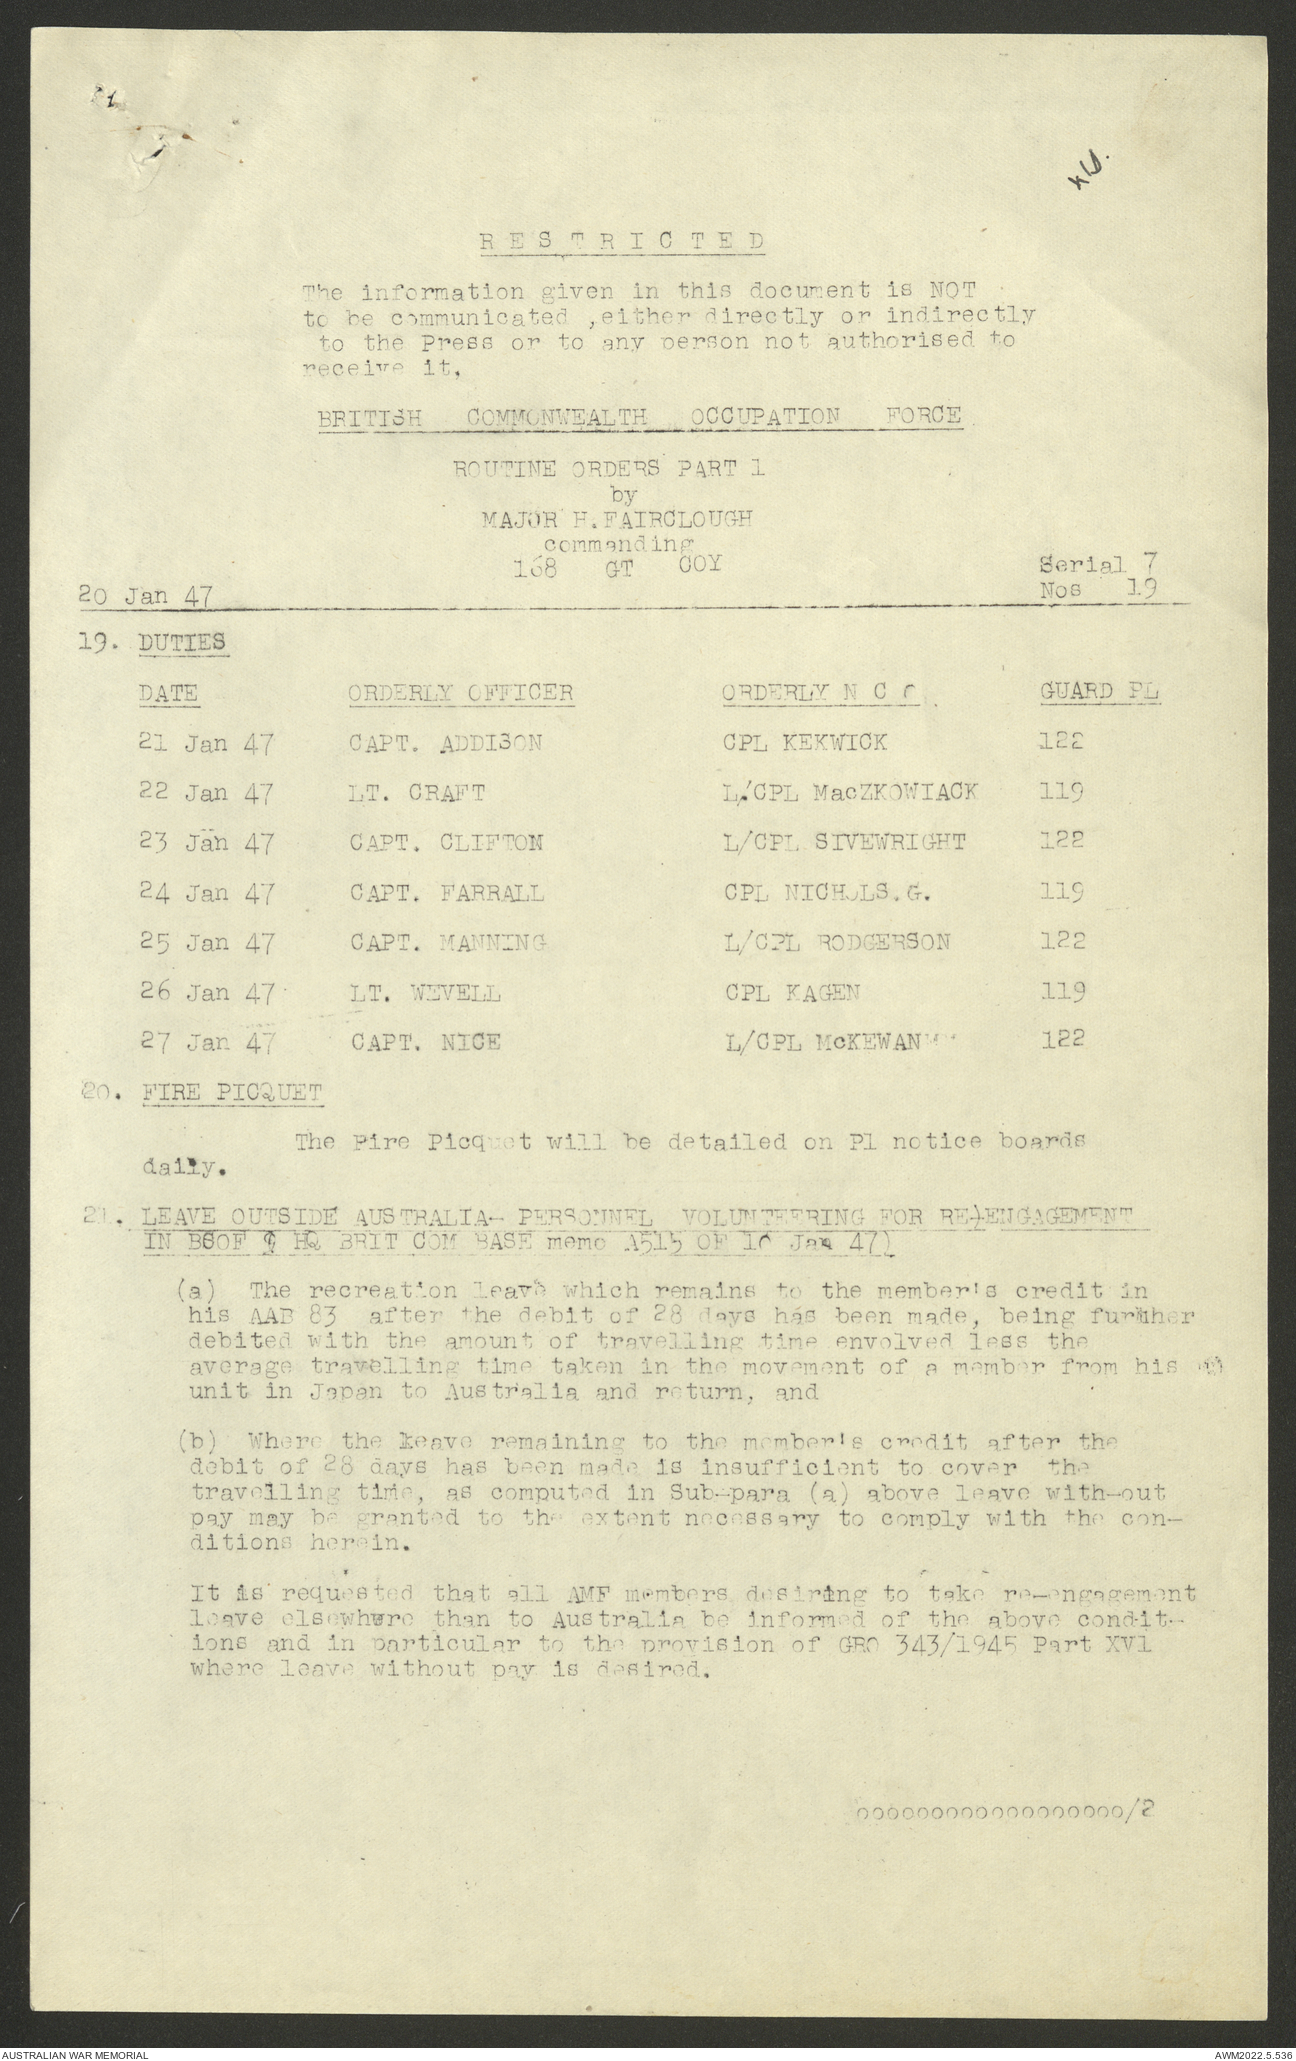 R E S T R I C T E D
The information given in this document is NOT
to be communicated ,either directly or indirectly
to the Press or to any person not authorised to
receive it,
BRITISH COMMONWEALTH OCCUPATION FORCE
ROUTINE ORDERS PART 1
by
MAJOR H.FAIRCLOUGH
commanding
168 GT COY
Serial 7
20 Jan 47
Nos 19
19. DUTIES
DATE ORDERLY OFFICER ORDERLY N C O GUARD PL
21 Jan 47 CAPT. ADDISON CPL KEKWICK 122
22 Jan 47 LT. CRAFT L/CPL MacZKOWIACK 119
23 Jan 47 CAPT. CLIFTON L/CPL SIVEWRIGHT 122
24 Jan 47 CAPT. FARRALL CPL NICHOLS.G. 119
25 Jan 47 CAPT. MANNING L/CPL RODGERSON 122
26 Jan 47 LT. WEVELL CPL KAGEN 119
27 Jan 47 CAPT. NICE L/CPL McKEWAN 122
20. FIRE PICQUET
The Fire Picquet will be detailed on Pl notice boards
daily.
21. LEAVE OUTSIDE AUSTRALIA- PERSONNEL VOLUNTEERING FOR RE-ENGAGEMENT
IN BCOF ( HQ BRIT COM BASE memo A515 OF Jan 47)
(a) The recreation leave which remains to the member's credit in
his AAB 83 after the debit of 28 days has been made, being further
debited with the amount of travelling time envolved less the
average travelling time taken in the movement of a member from his
unit in Japan to Australia and return, and
(b) Where the leave remaining to the member's credit after the
debit of 28 days has been made is insufficient to cover the
travelling time, as computed in Sub-para (a) above leave with-out
pay may be granted to the extent necessary to comply with the con-
ditions herein.
It is requested that all AMF members desiring to take re-engagement
leave elsewhere than to Australia be informed of the above condit-
ions and in particular to the provision of GRO 343/1945 Part XV1
where leave without pay is desired.
oooooooooooooooooo/2
AUSTRALIAN WAR MEMORIAL
AWM2022.5.536